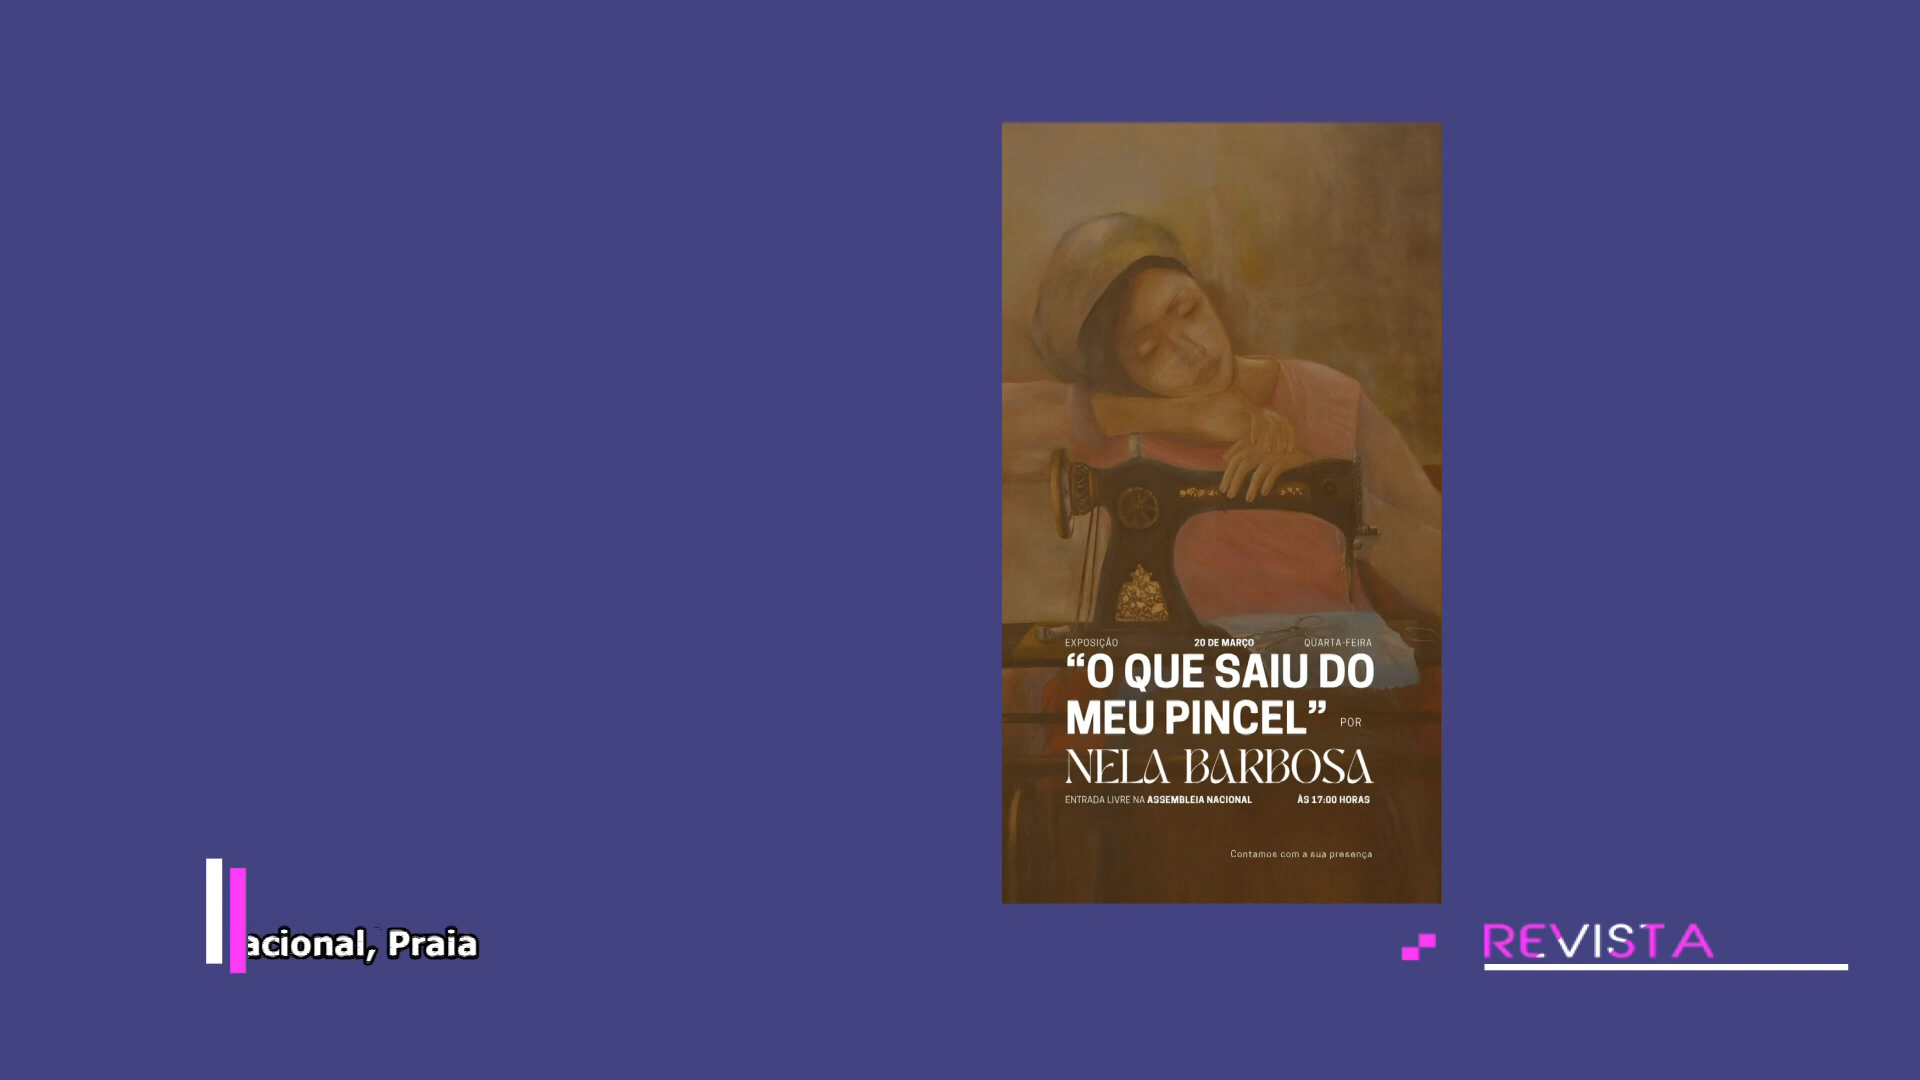 EXPOSIÇÃO 20 DE MARÇO QUARTA-FEIRA
“O QUE SAIU DO
MEU PINCEL” POR
NELA BARBOSA
ENTRADA LIVRE NA ASSEMBLEIA NACIONAL ÀS 17:00 HORAS
Contamos com a sua presença
acional, Praia
REVISTA